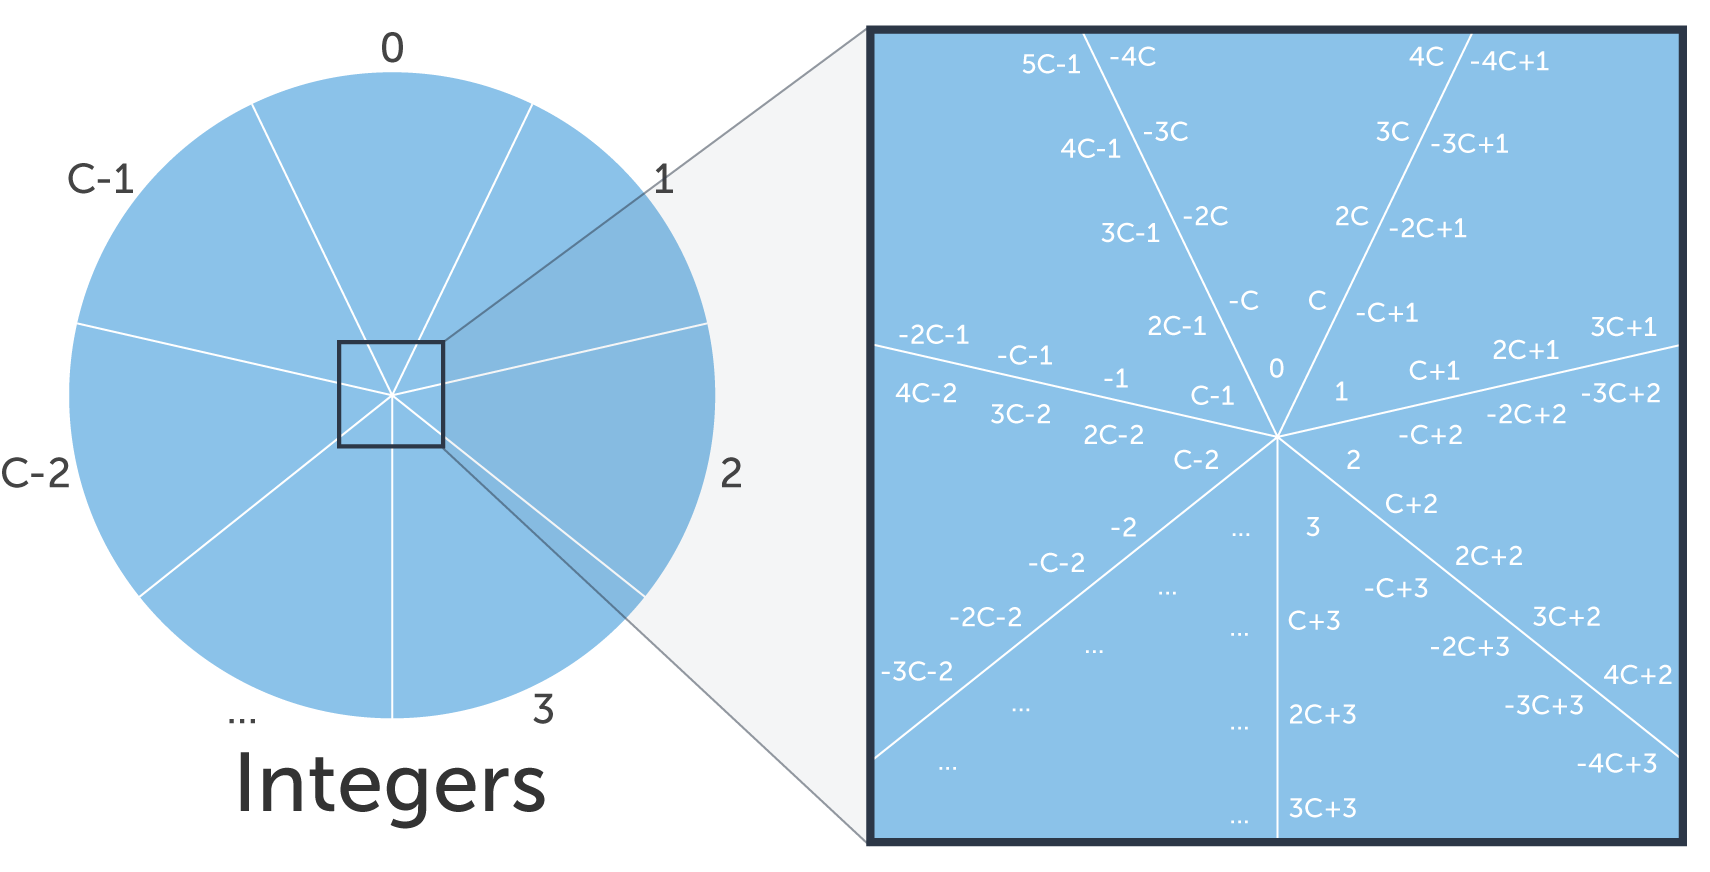 0
1
2
3
...
C-2
C-1
Integers
5C-1
-4C
4C
-4C+1
4C-1
-3C
3C
-3C+1
3C-1
-2C
2C
-2C+1
2C-1
-C
C
-C+1
-2C-1
-C-1
-1
C-1
0
1
C+1
2C+1
3C+1
4C-2
3C-2
2C-2
C-2
2
-C+2
-2C+2
-3C+2
-2
...
3
C+2
-C-2
...
-C+3
2C+2
-2C-2
...
...
C+3
-2C+3
3C+2
-3C-2
...
...
2C+3
-3C+3
4C+2
...
...
3C+3
-4C+3